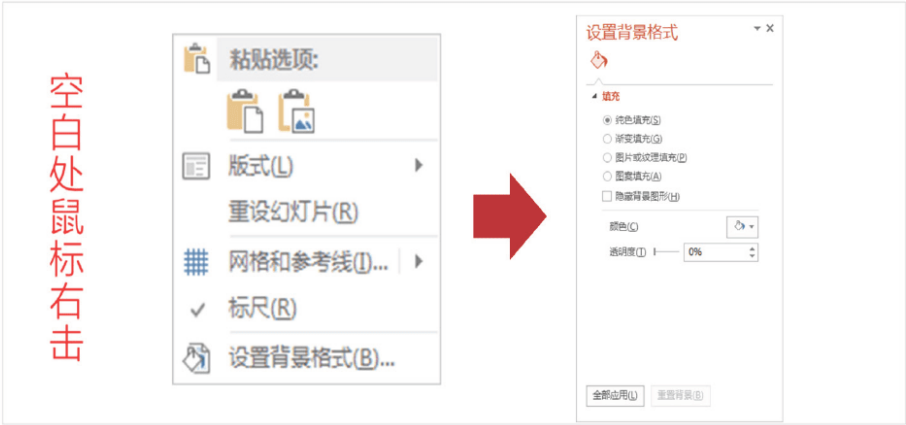 空白处鼠标右击
粘贴选项:
版式(L)
重设幻灯片(R)
网格和参考线(I)...
标尺(R)
设置背景格式(B)...
设置背景格式
填充
纯色填充(S)
渐变填充(G)
图片或纹理填充(P)
图案填充(A)
隐藏背景图形(H)
颜色(C)
透明度(T) 0%
全部应用(L) 重置背景(B)